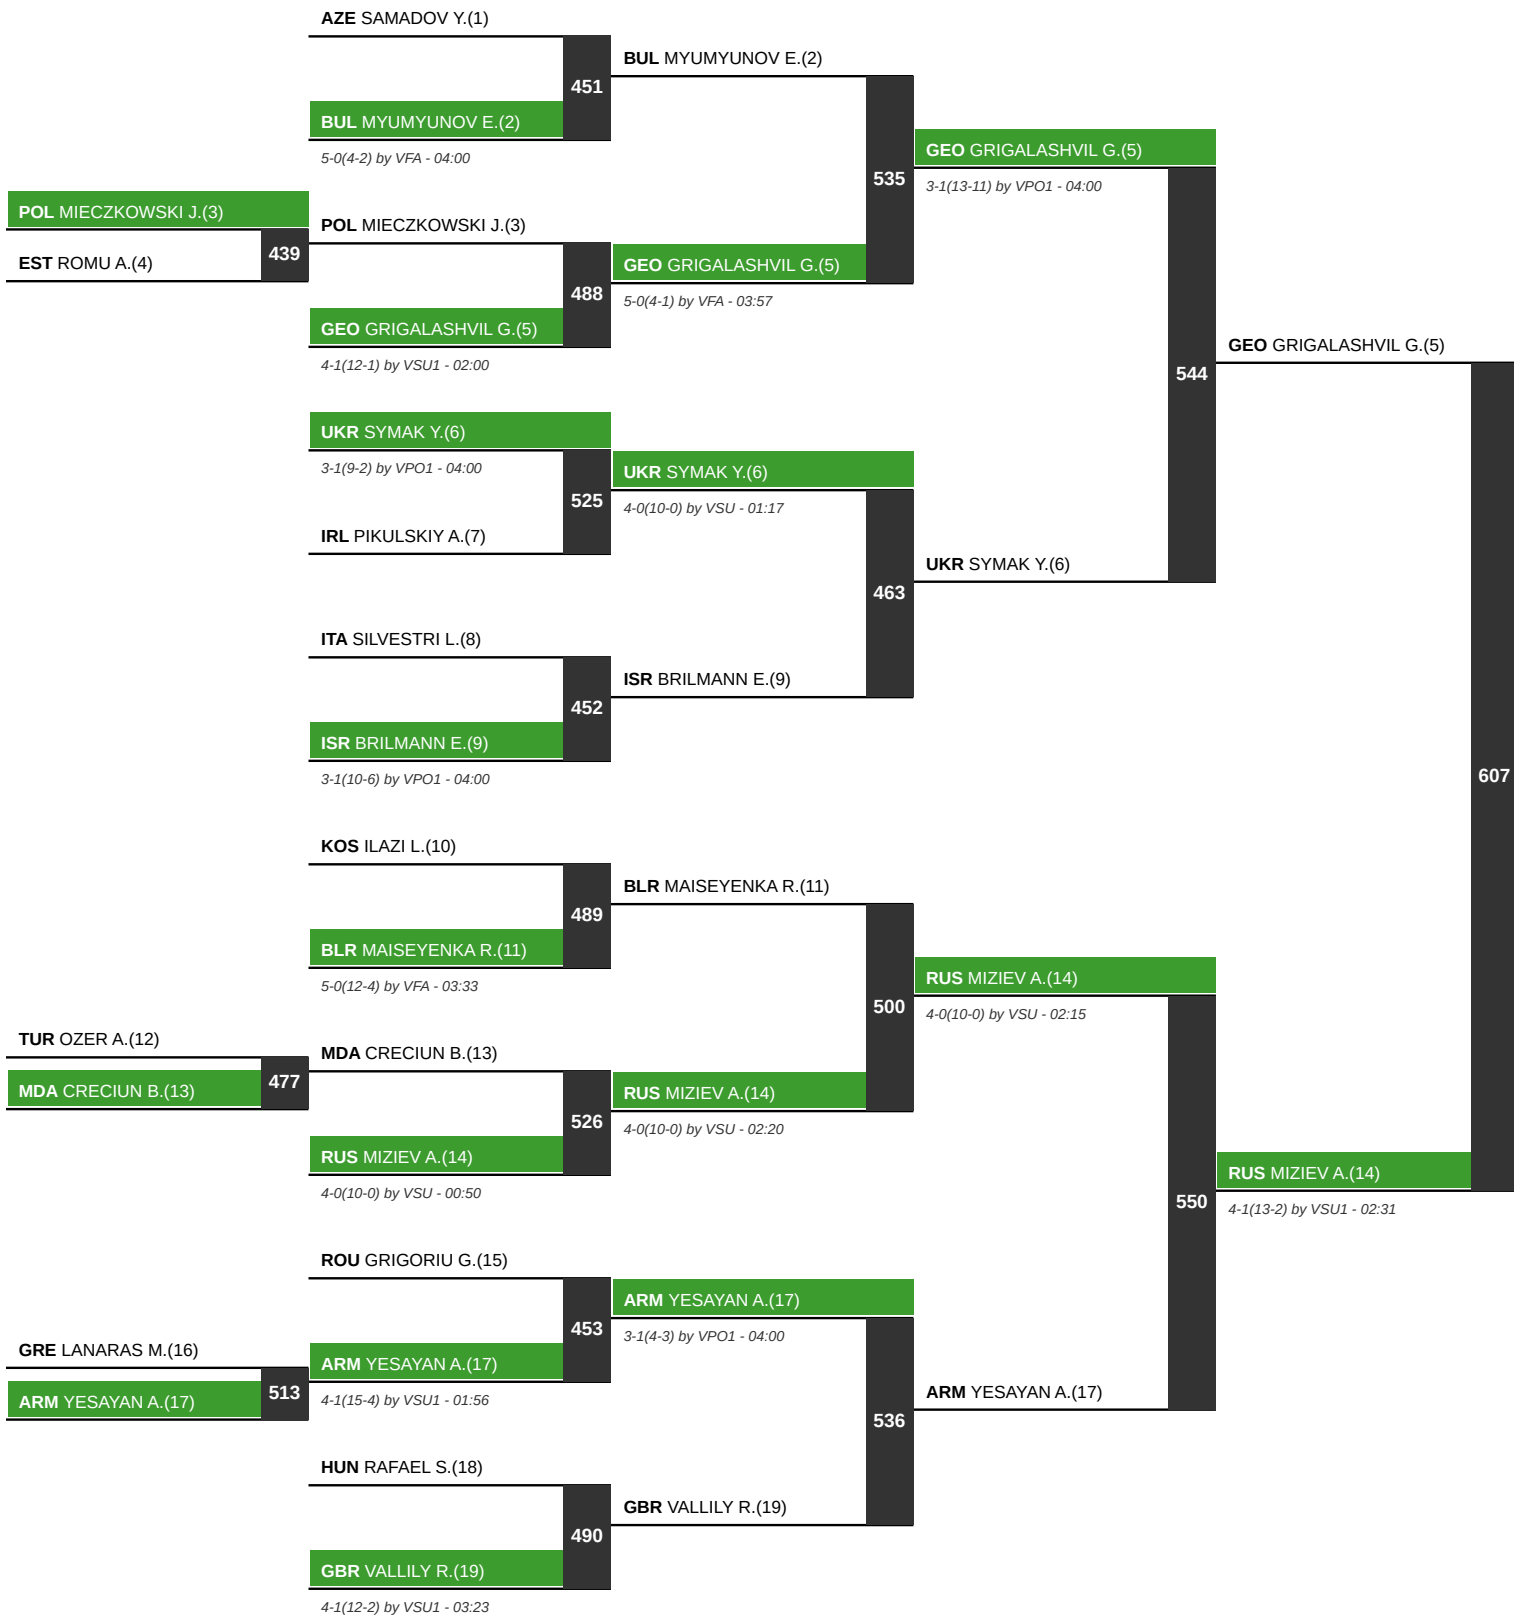 AZE SAMADOV Y.(1)
451
BUL MYUMYUNOV E.(2)
5-0(4-2) by VFA - 04:00
POL MIECZKOWSKI J.(3)
EST ROMU A.(4)
439
POL MIECZKOWSKI J.(3)
488
GEO GRIGALASHVIL G.(5)
4-1(12-1) by VSU1 - 02:00
UKR SYMAK Y.(6)
3-1(9-2) by VPO1 - 04:00
525
IRL PIKULSKIY A.(7)
ITA SILVESTRI L.(8)
452
ISR BRILMANN E.(9)
3-1(10-6) by VPO1 - 04:00
KOS ILAZI L.(10)
489
BLR MAISEYENKA R.(11)
5-0(12-4) by VFA - 03:33
TUR OZER A.(12)
477
MDA CRECIUN B.(13)
MDA CRECIUN B.(13)
526
RUS MIZIEV A.(14)
4-0(10-0) by VSU - 00:50
ROU GRIGORIU G.(15)
453
GRE LANARAS M.(16)
513
ARM YESAYAN A.(17)
ARM YESAYAN A.(17)
4-1(15-4) by VSU1 - 01:56
HUN RAFAEL S.(18)
490
GBR VALLILY R.(19)
4-1(12-2) by VSU1 - 03:23
BUL MYUMYUNOV E.(2)
535
GEO GRIGALASHVIL G.(5)
5-0(4-1) by VFA - 03:57
UKR SYMAK Y.(6)
4-0(10-0) by VSU - 01:17
463
ISR BRILMANN E.(9)
BLR MAISEYENKA R.(11)
500
RUS MIZIEV A.(14)
4-0(10-0) by VSU - 02:20
ARM YESAYAN A.(17)
3-1(4-3) by VPO1 - 04:00
536
GBR VALLILY R.(19)
GEO GRIGALASHVIL G.(5)
3-1(13-11) by VPO1 - 04:00
544
UKR SYMAK Y.(6)
RUS MIZIEV A.(14)
4-0(10-0) by VSU - 02:15
550
ARM YESAYAN A.(17)
GEO GRIGALASHVIL G.(5)
607
RUS MIZIEV A.(14)
4-1(13-2) by VSU1 - 02:31